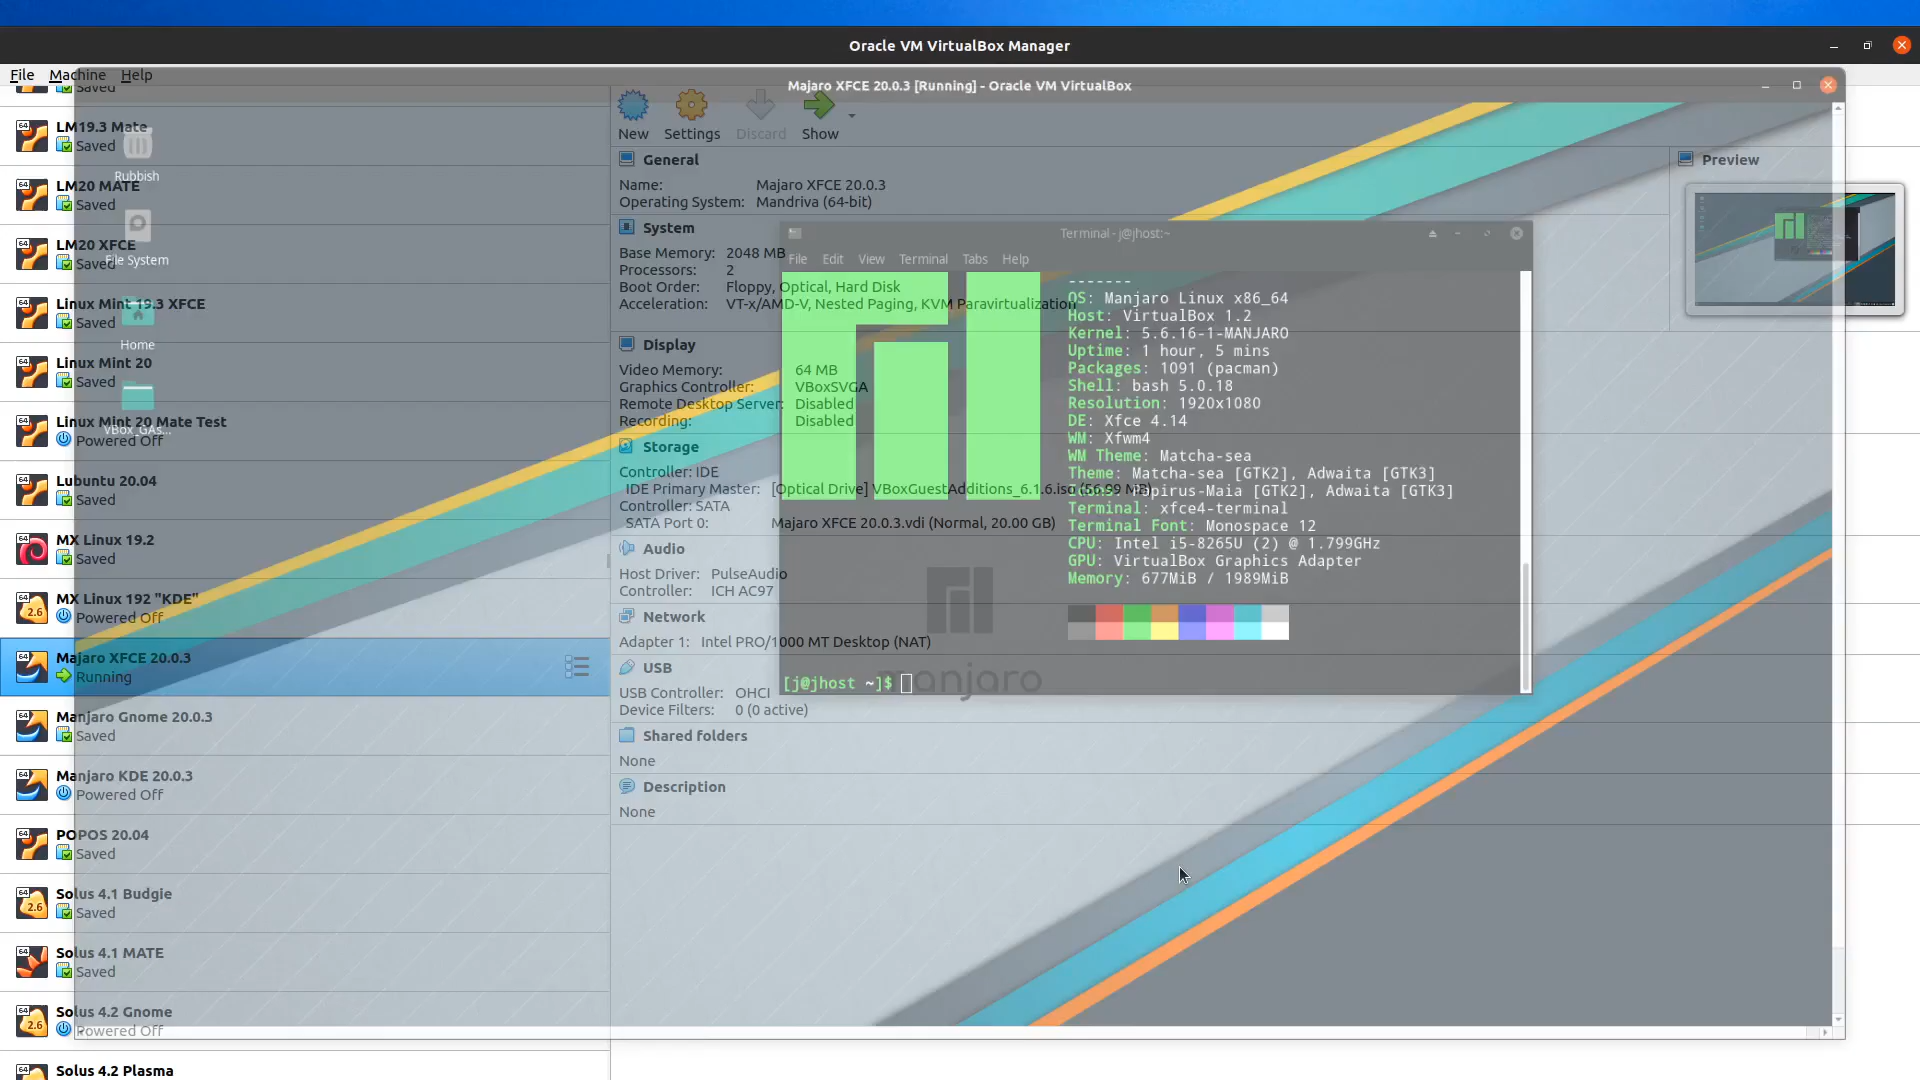 Oracle VM VirtualBox Manager
File Machine Help
Majaro XFCE 20.0.3 [Running] - Oracle VM VirtualBox
Saved
LM19.3 Mate
Saved
LM20 MATE
Saved
LM20 XFCE
Saved
Linux Mint 19.3 XFCE
Saved
Linux Mint 20
Saved
Linux Mint 20 Mate Test
Powered Off
Lubuntu 20.04
Saved
MX Linux 19.2
Saved
MX Linux 192 "KDE"
Powered Off
Majaro XFCE 20.0.3
Running
Manjaro Gnome 20.0.3
Saved
Manjaro KDE 20.0.3
Powered Off
POPOS 20.04
Saved
Solus 4.1 Budgie
Saved
Solus 4.1 MATE
Saved
Solus 4.2 Gnome
Powered Off
Solus 4.2 Plasma
Rubbish
File System
Home
VBox_GAs...
New Settings Discard Show
General
Name: Majaro XFCE 20.0.3
Operating System: Mandriva (64-bit)
System
Base Memory: 2048 MB
Processors: 2
Boot Order: Floppy, Optical, Hard Disk
Acceleration: VT-x/AMD-V, Nested Paging, KVM Paravirtualization
Display
Video Memory: 64 MB
Graphics Controller: VBoxSVGA
Remote Desktop Server: Disabled
Recording: Disabled
Storage
Controller: IDE
IDE Primary Master: [Optical Drive] VBoxGuestAdditions_6.1.6.iso (56.99 MB)
Controller: SATA
SATA Port 0: Majaro XFCE 20.0.3.vdi (Normal, 20.00 GB)
Audio
Host Driver: PulseAudio
Controller: ICH AC97
Network
Adapter 1: Intel PRO/1000 MT Desktop (NAT)
USB
USB Controller: OHCI
Device Filters: 0 (0 active)
Shared folders
None
Description
None
Preview
Terminal - j@jhost:~
File Edit View Terminal Tabs Help
-------
OS: Manjaro Linux x86_64
Host: VirtualBox 1.2
Kernel: 5.6.16-1-MANJARO
Uptime: 1 hour, 5 mins
Packages: 1091 (pacman)
Shell: bash 5.0.18
Resolution: 1920x1080
DE: Xfce 4.14
WM: Xfwm4
WM Theme: Matcha-sea
Theme: Matcha-sea [GTK2], Adwaita [GTK3]
Papirus-Maia [GTK2], Adwaita [GTK3]
Terminal: xfce4-terminal
Terminal Font: Monospace 12
CPU: Intel i5-8265U (2) @ 1.799GHz
GPU: VirtualBox Graphics Adapter
Memory: 677MiB / 1989MiB
[j@jhost ~]$
manjaro